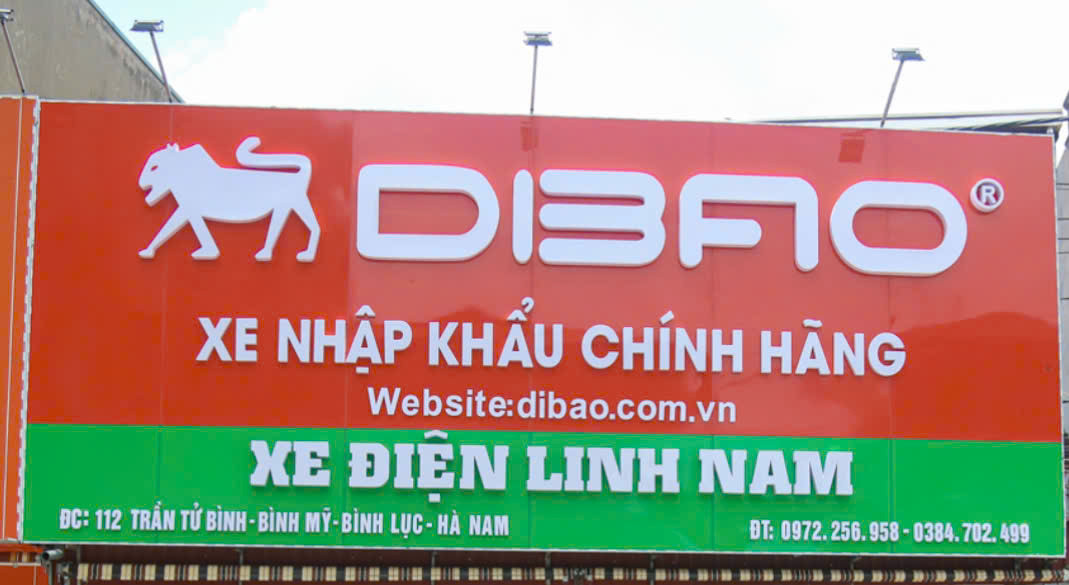 DIBAO®
XE NHẬP KHẨU CHÍNH HÃNG
Website:dibao.com.vn
XE ĐIỆN LINH NAM
ĐC: 112 TRẦN TỬ BÌNH-BÌNH MỸ-BÌNH LỤC-HÀ NAM
ĐT: 0972.256.958-0384.702.499